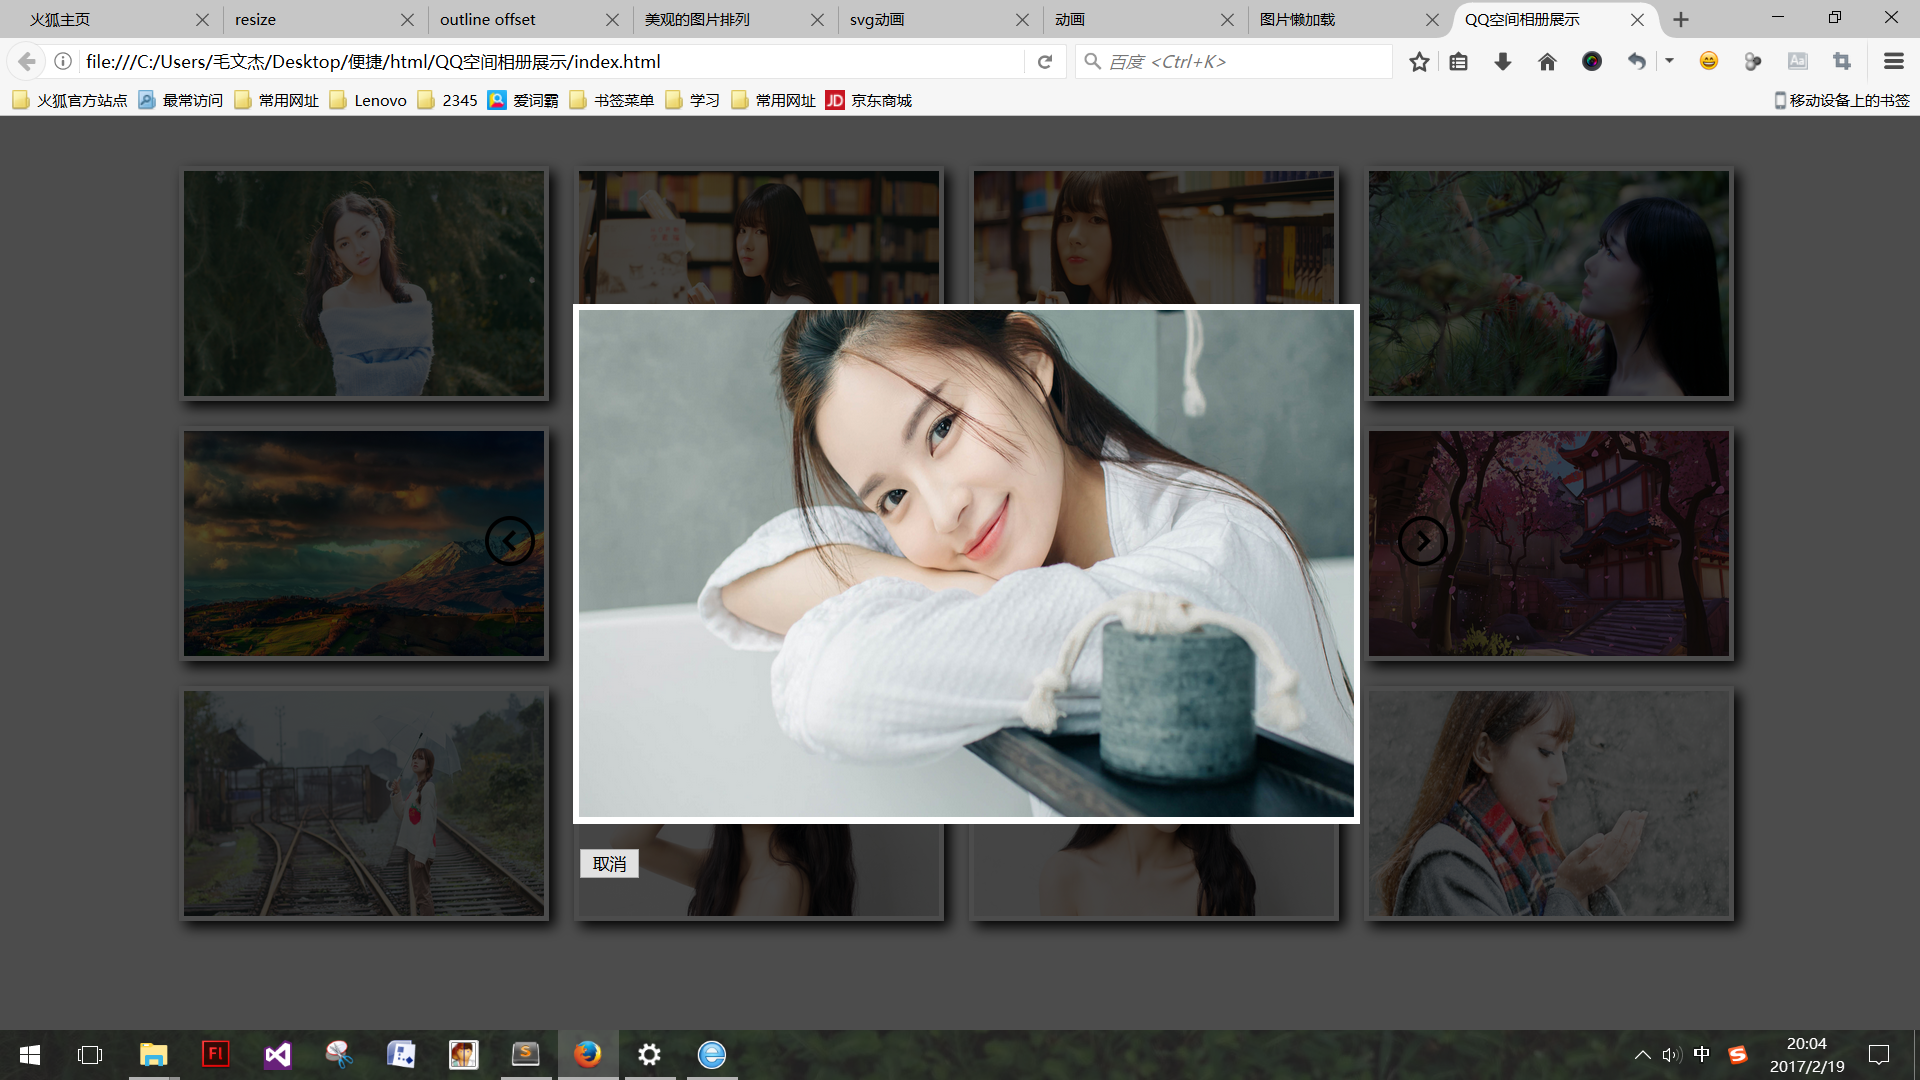 火狐主页
resize
outline offset
美观的图片排列
svg动画
动画
图片懒加载
QQ空间相册展示
file:///C:/Users/毛文杰/Desktop/便捷/html/QQ空间相册展示/index.html
百度 <Ctrl+K>
Aa
火狐官方站点
最常访问
常用网址
Lenovo
2345
爱词霸
书签菜单
学习
常用网址
JD
京东商城
移动设备上的书签
取消
Fl
S
中
S
20:04
2017/2/19